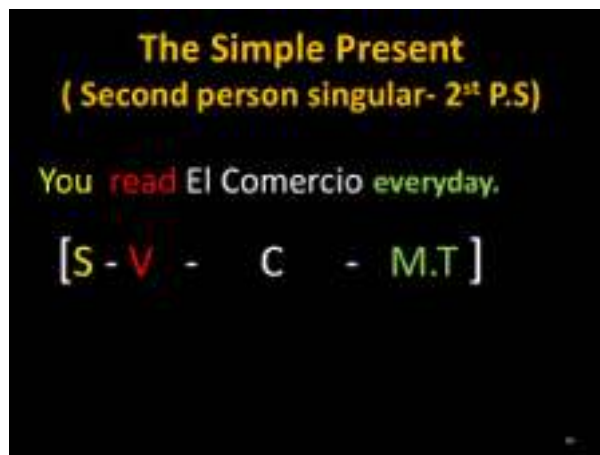 The Simple Present
( Second person singular- 2st P.S)
You read El Comercio everyday.
[S - V - C - M.T ]